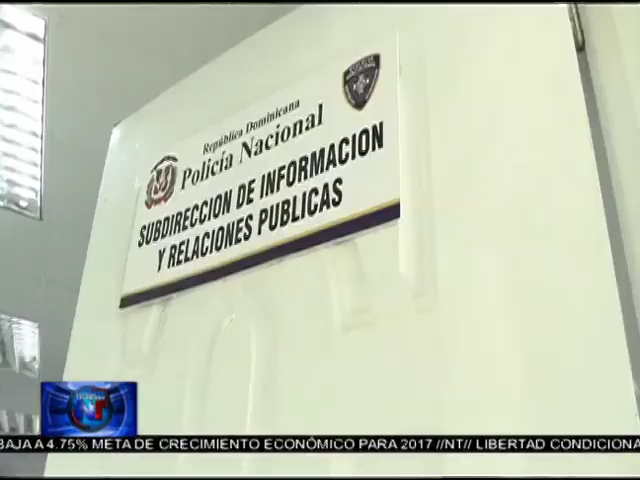 República Dominicana
Policía Nacional
SUBDIRECCION DE INFORMACION
Y RELACIONES PUBLICAS
NT
BAJA A 4.75% META DE CRECIMIENTO ECONÓMICO PARA 2017 //NT// LIBERTAD CONDICIONA